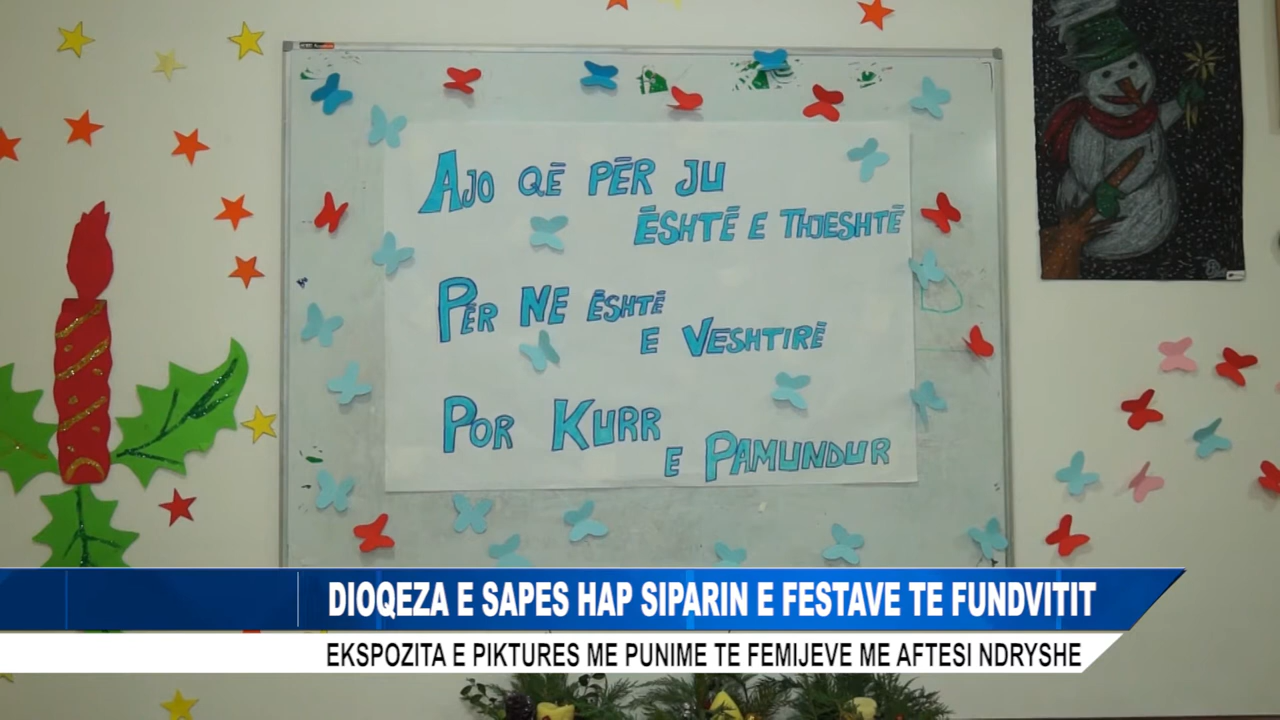 AJO QË PËR JU
ËSHTË E THJESHTË
PËR NE ËSHTË
E VESHTIRË
POR KURR
E PAMUNDUR
DIOQEZA E SAPES HAP SIPARIN E FESTAVE TE FUNDVITIT
EKSPOZITA E PIKTURES ME PUNIME TE FEMIJEVE ME AFTESI NDRYSHE